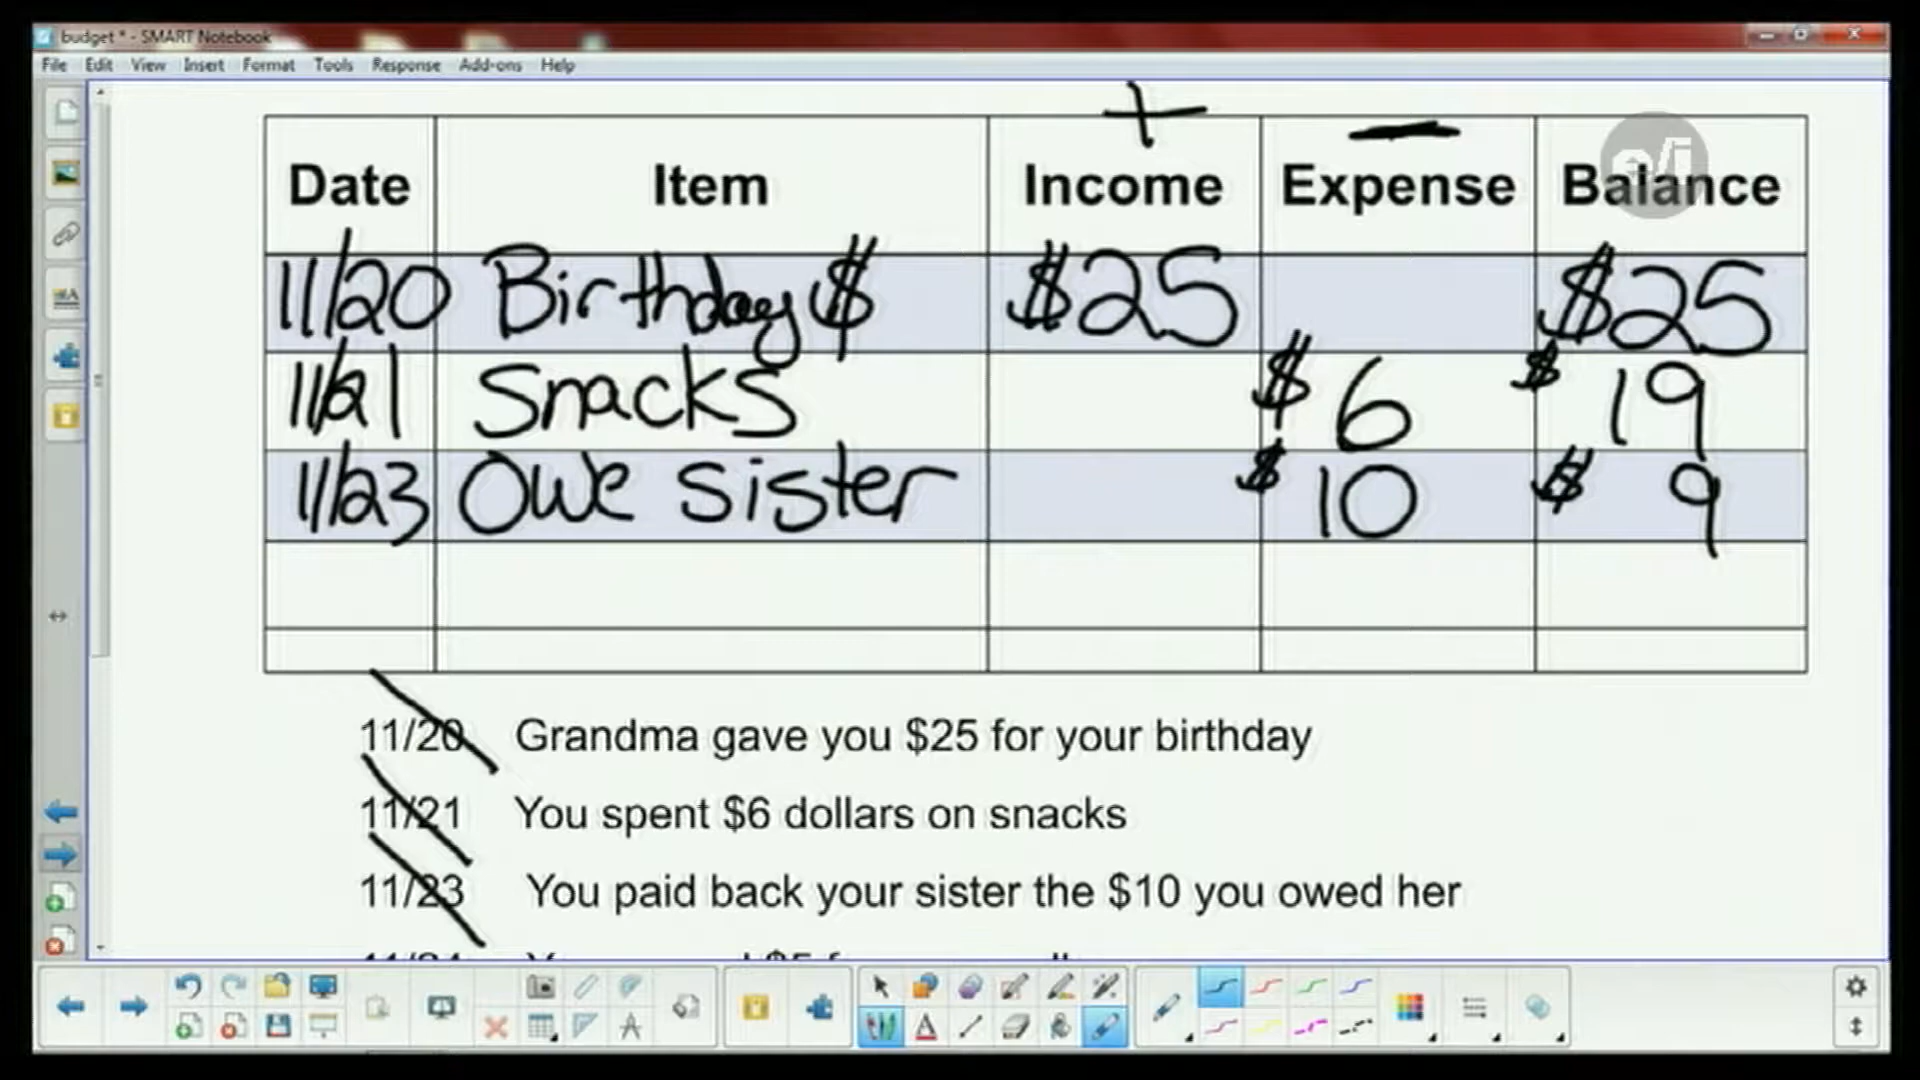 budget * - SMART Notebook
File Edit View Insert Format Tools Response Add-ons Help
+ −
Date Item Income Expense Balance
11/20 Birthday $ $25 $25
11/21 Snacks $ 6 $ 19
11/23 Owe Sister $ 10 $ 9
11/20 Grandma gave you $25 for your birthday
11/21 You spent $6 dollars on snacks
11/23 You paid back your sister the $10 you owed her